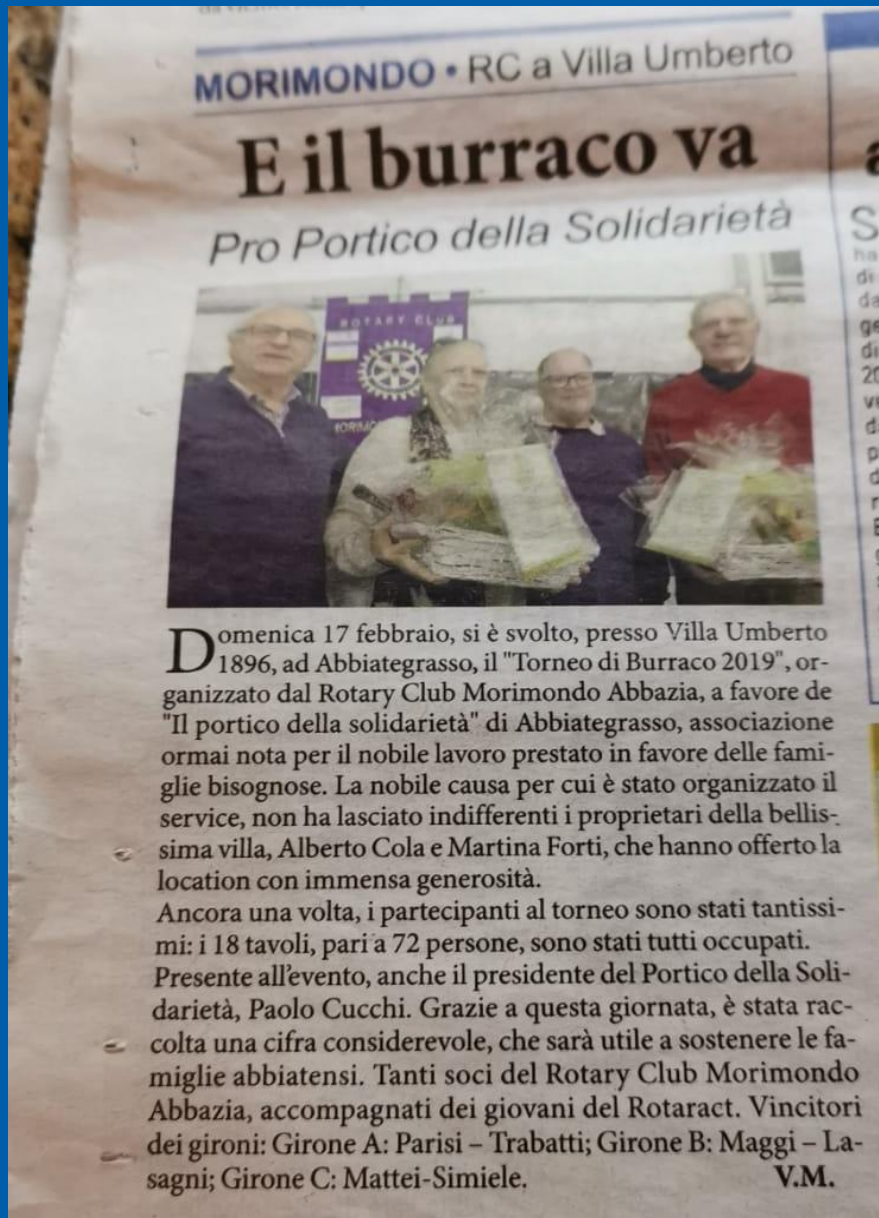 MORIMONDO • RC a Villa Umberto
E il burraco va
Pro Portico della Solidarietà
ROTARY CLUB
Domenica 17 febbraio, si è svolto, presso Villa Umberto
1896, ad Abbiategrasso, il "Torneo di Burraco 2019", or-
ganizzato dal Rotary Club Morimondo Abbazia, a favore de
"Il portico della solidarietà" di Abbiategrasso, associazione
ormai nota per il nobile lavoro prestato in favore delle fami-
glie bisognose. La nobile causa per cui è stato organizzato il
service, non ha lasciato indifferenti i proprietari della bellis-
sima villa, Alberto Cola e Martina Forti, che hanno offerto la
location con immensa generosità.
Ancora una volta, i partecipanti al torneo sono stati tantissi-
mi: i 18 tavoli, pari a 72 persone, sono stati tutti occupati.
Presente all'evento, anche il presidente del Portico della Soli-
darietà, Paolo Cucchi. Grazie a questa giornata, è stata rac-
colta una cifra considerevole, che sarà utile a sostenere le fa-
miglie abbiatensi. Tanti soci del Rotary Club Morimondo
Abbazia, accompagnati dei giovani del Rotaract. Vincitori
dei gironi: Girone A: Parisi – Trabatti; Girone B: Maggi – La-
sagni; Girone C: Mattei-Simiele. V.M.